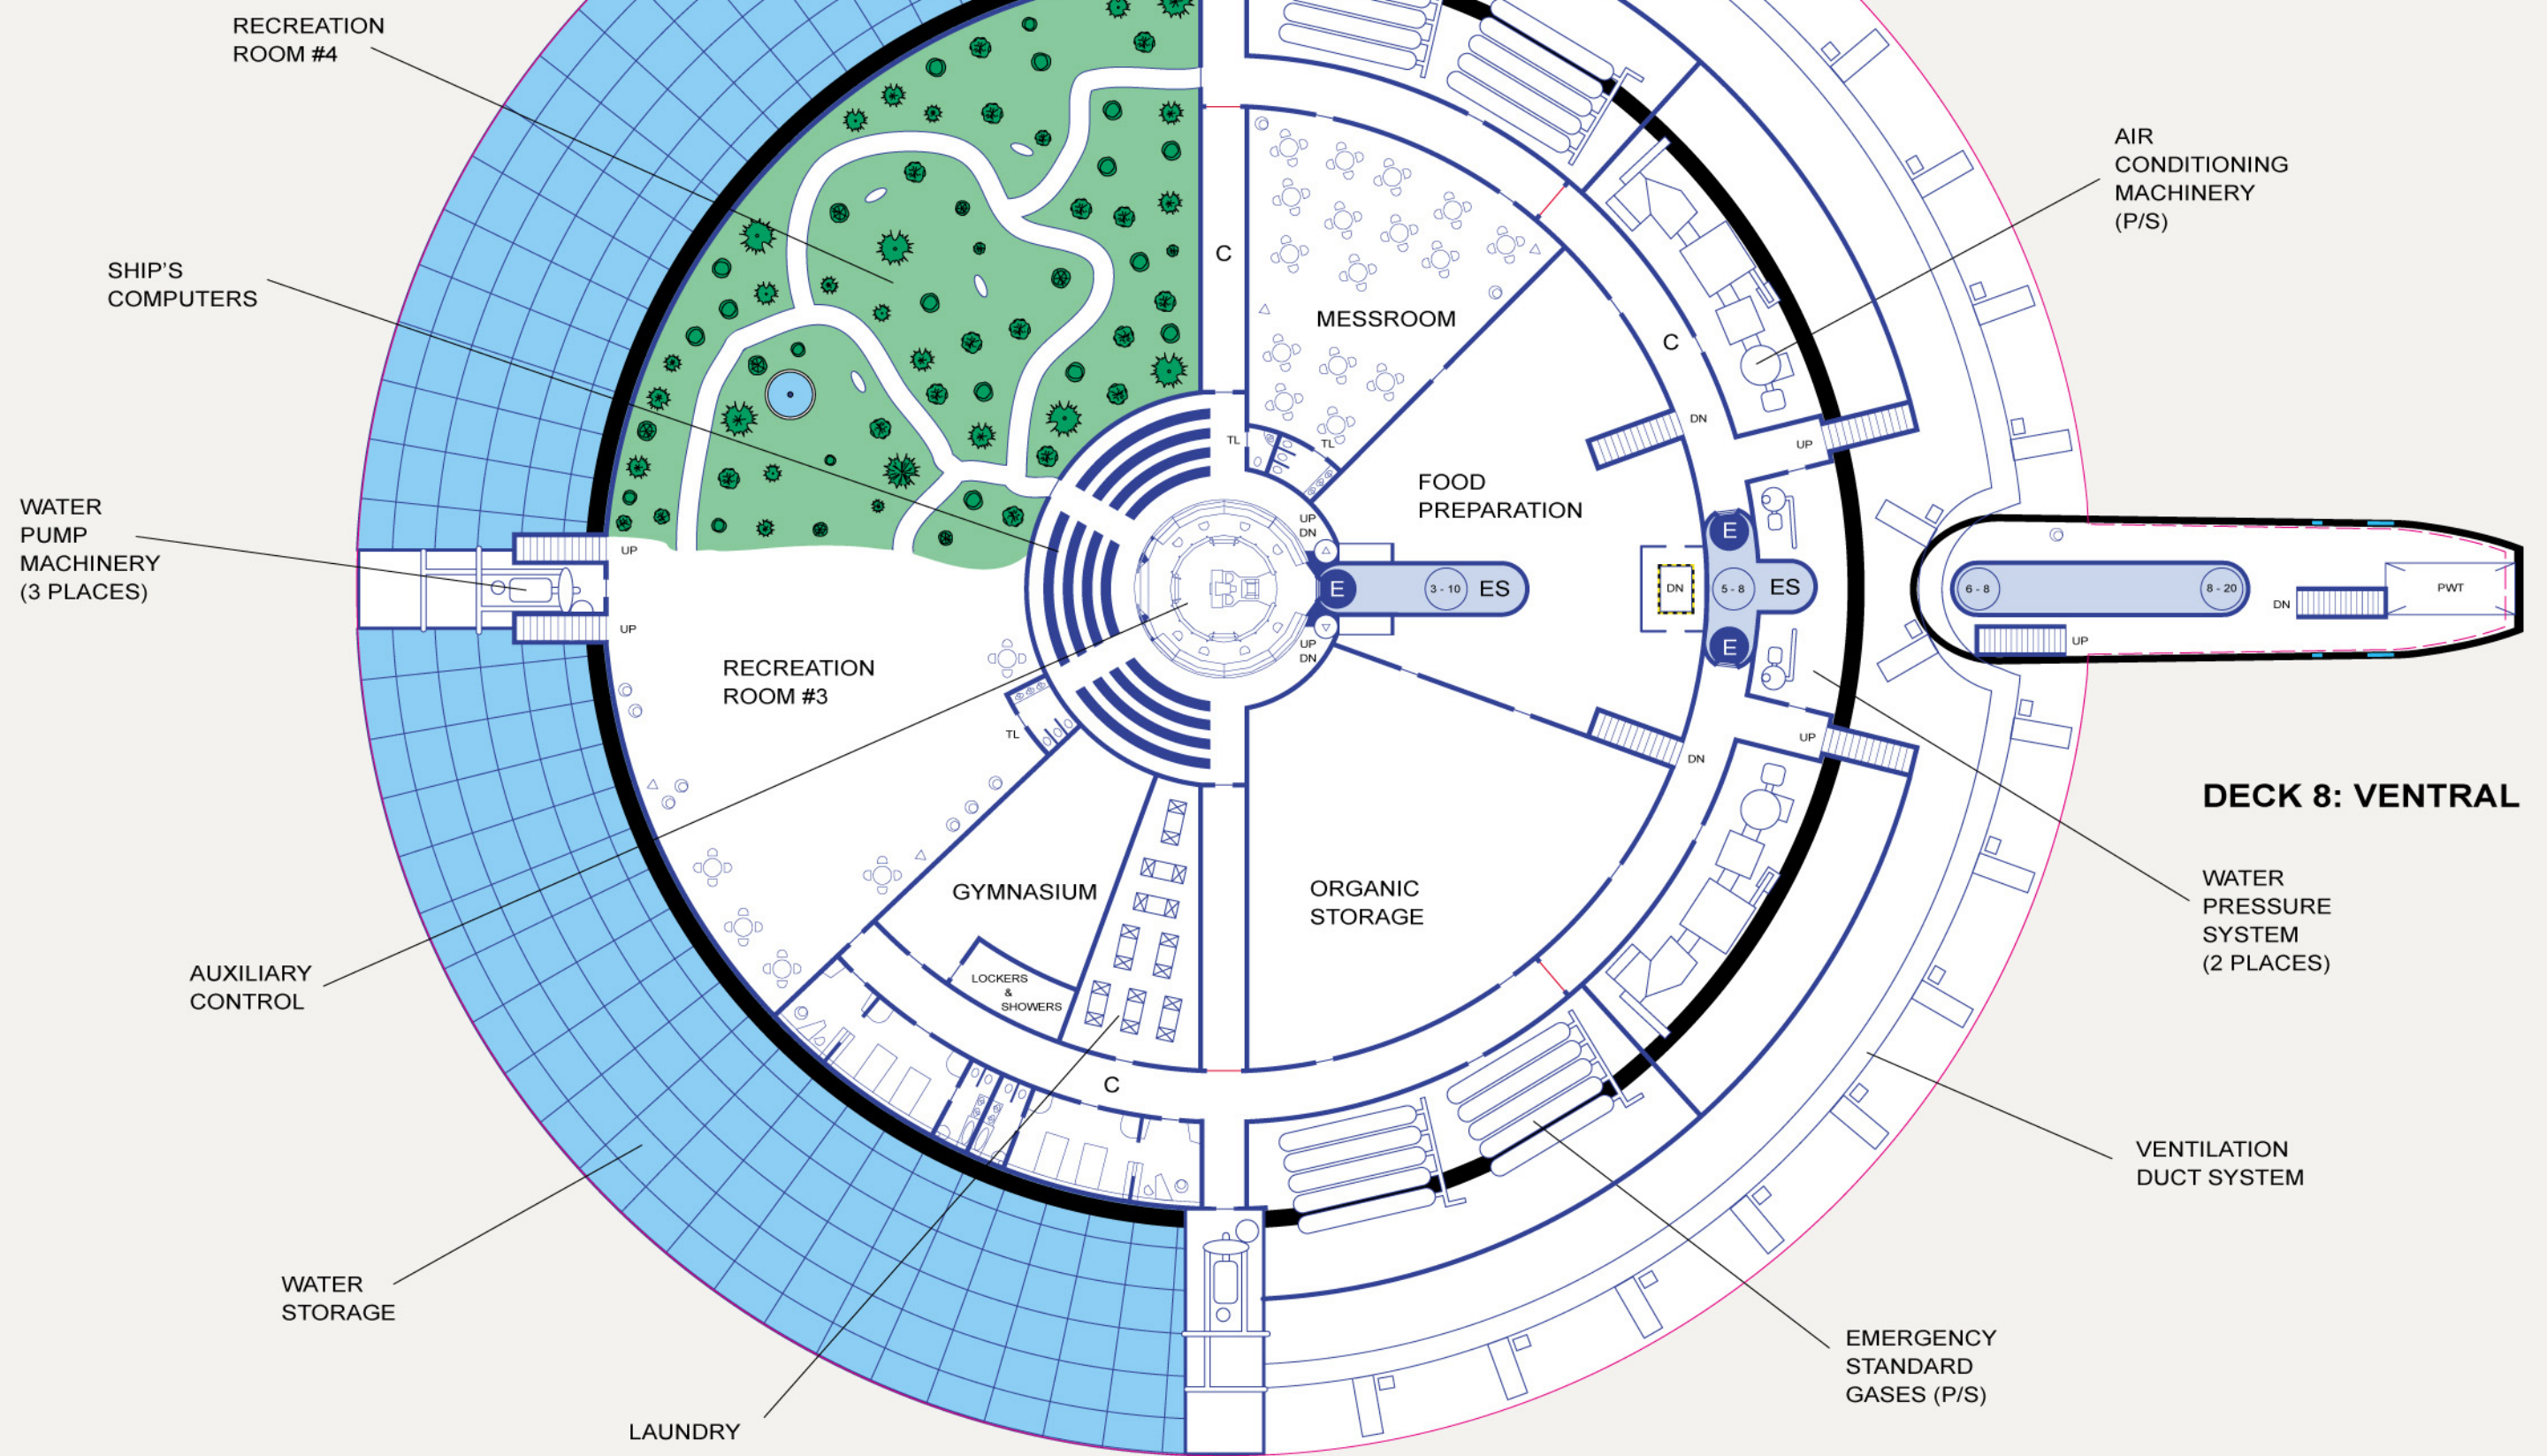 RECREATION
ROOM #4
SHIP'S
COMPUTERS
WATER
PUMP
MACHINERY
(3 PLACES)
AUXILIARY
CONTROL
WATER
STORAGE
LAUNDRY
AIR
CONDITIONING
MACHINERY
(P/S)
C
MESSROOM
C
TL
TL
DN
UP
FOOD
PREPARATION
UP
DN
E
3 - 10
ES
DN
E
5 - 8
ES
E
UP
DN
6 - 8
8 - 20
DN
PWT
UP
UP
UP
RECREATION
ROOM #3
TL
UP
DN
DECK 8: VENTRAL
WATER
PRESSURE
SYSTEM
(2 PLACES)
GYMNASIUM
ORGANIC
STORAGE
LOCKERS
&
SHOWERS
C
VENTILATION
DUCT SYSTEM
EMERGENCY
STANDARD
GASES (P/S)